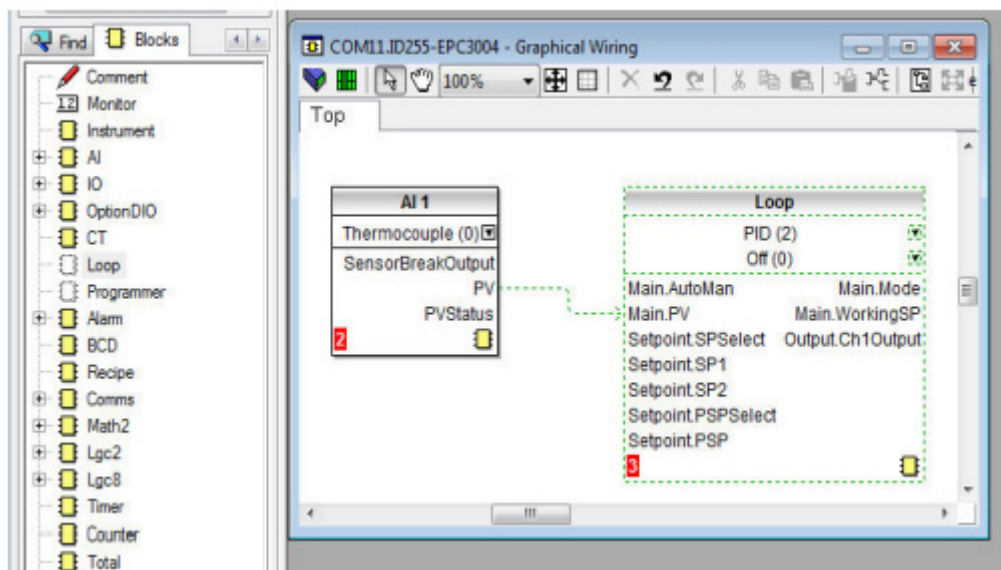 Find Blocks
Comment
12 Monitor
Instrument
AI
IO
OptionDIO
CT
Loop
Programmer
Alarm
BCD
Recipe
Comms
Math2
Lgc2
Lgc8
Timer
Counter
Total
COM11.ID255-EPC3004 - Graphical Wiring
100%
Top
AI 1
Thermocouple (0)
SensorBreakOutput
PV
PVStatus
2
Loop
PID (2)
Off (0)
Main.AutoMan Main.Mode
Main.PV Main.WorkingSP
Setpoint.SPSelect Output.Ch1Output
Setpoint.SP1
Setpoint.SP2
Setpoint.PSPSelect
Setpoint.PSP
3